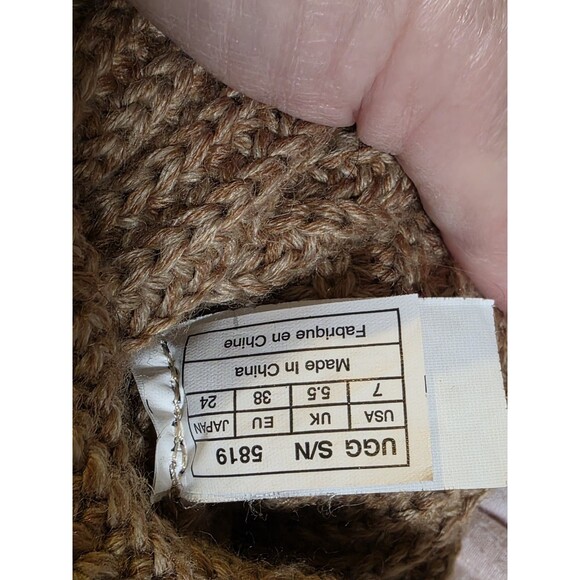 UGG S/N 5819
USA UK EU JAPAN
7 5.5 38 24
Made In China
Fabrique en Chine